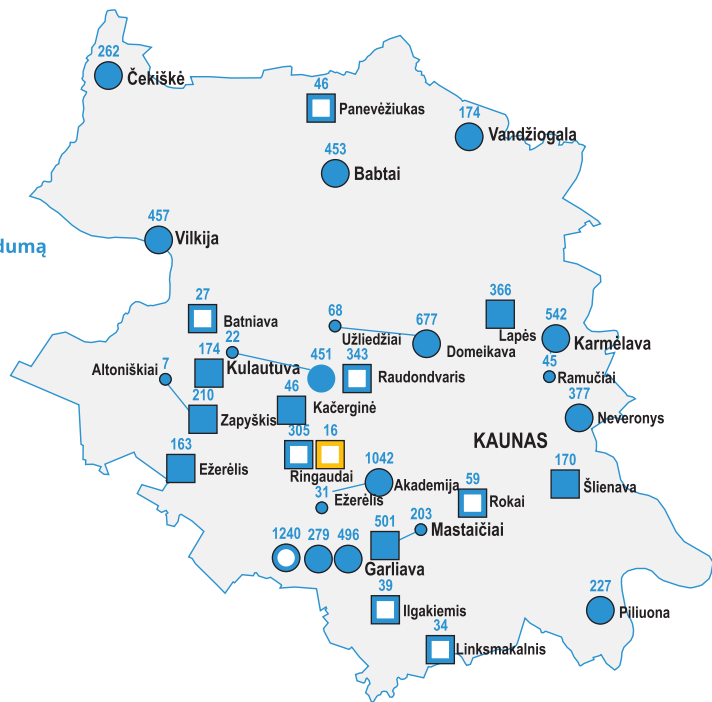 262
Čekiškė
46
Panevėžiukas
174
Vandžiogala
453
Babtai
457
Vilkija
dumą
27
Batniava
68
Užliedžiai
677
Domeikava
366
Lapės
542
Karmėlava
22
174
Kulautuva
Altoniškiai
7
451
343
Raudondvaris
45
Ramučiai
210
Zapyškis
46
Kačerginė
377
Neveronys
KAUNAS
163
Ežerėlis
305
16
Ringaudai
1042
Akademija
31
Ežerėlis
59
Rokai
170
Šlienava
203
Mastaičiai
1240
279
496
501
Garliava
39
Ilgakiemis
227
Piliuona
34
Linksmakalnis